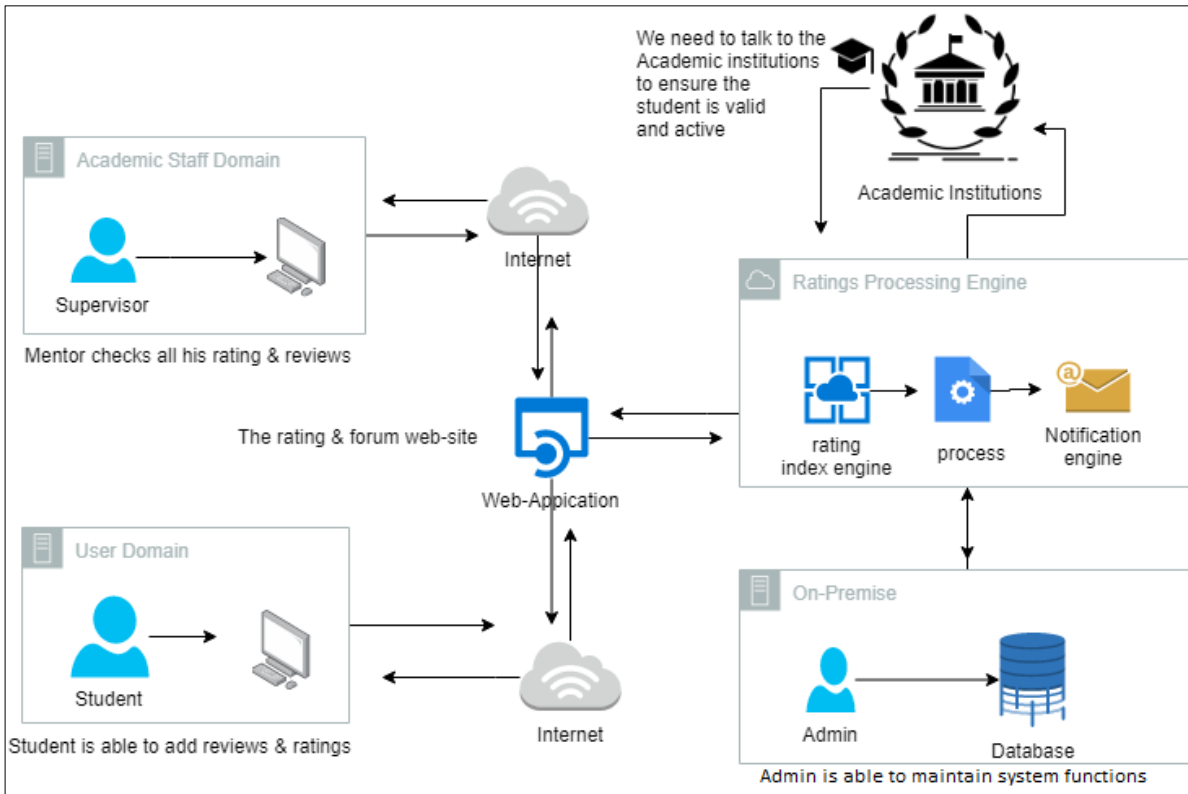 We need to talk to the
Academic institutions
to ensure the
student is valid
and active
Academic Institutions
Academic Staff Domain
Supervisor
Mentor checks all his rating & reviews
Internet
Ratings Processing Engine
rating
index engine
process
@
Notification
engine
The rating & forum web-site
Web-Appication
User Domain
Student
Student is able to add reviews & ratings
Internet
On-Premise
Admin
Database
Admin is able to maintain system functions